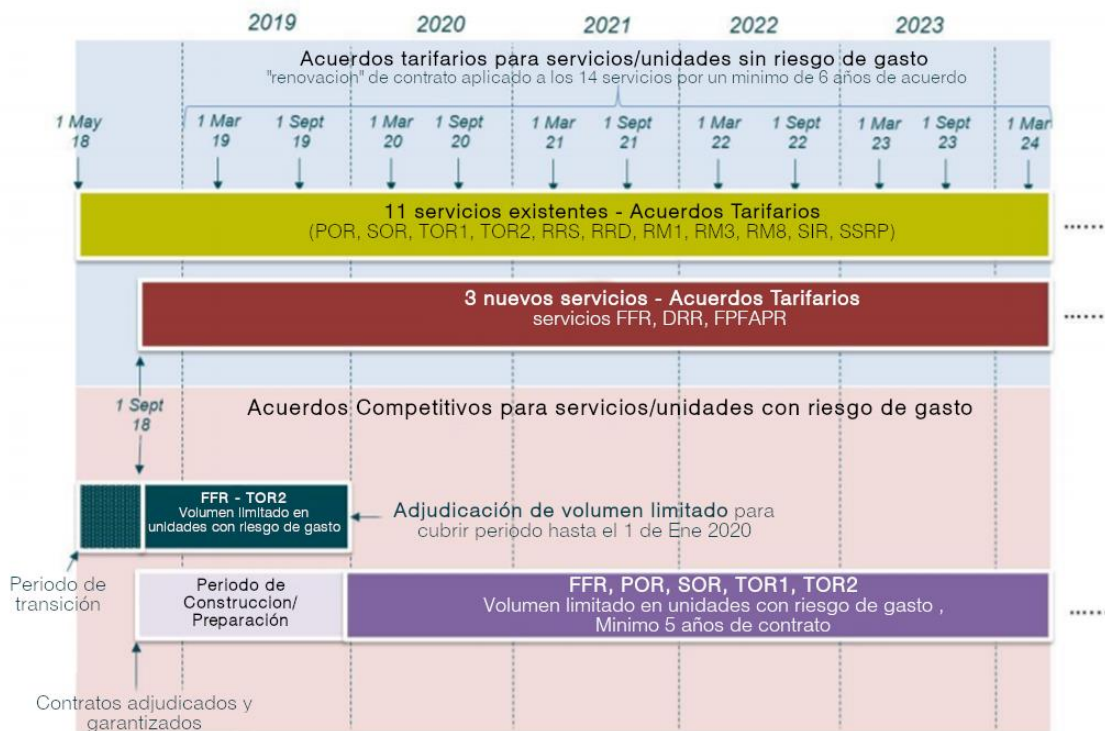 2019 2020 2021 2022 2023
Acuerdos tarifarios para servicios/unidades sin riesgo de gasto
"renovacion" de contrato aplicado a los 14 servicios por un minimo de 6 años de acuerdo
1 May 1 Mar 1 Sept 1 Mar 1 Sept 1 Mar 1 Sept 1 Mar 1 Sept 1 Mar 1 Sept 1 Mar
18 19 19 20 20 21 21 22 22 23 23 24
11 servicios existentes - Acuerdos Tarifarios
(POR, SOR, TOR1, TOR2, RRS, RRD, RM1, RM3, RM8, SIR, SSRP)
......
3 nuevos servicios - Acuerdos Tarifarios
servicios FFR, DRR, FPFAPR
......
1 Sept
18
Acuerdos Competitivos para servicios/unidades con riesgo de gasto
FFR - TOR2
Volumen limitado en
unidades con riesgo de gasto
Adjudicación de volumen limitado para
cubrir periodo hasta el 1 de Ene 2020
Periodo de
transición
Periodo de
Construccion/
Preparación
FFR, POR, SOR, TOR1, TOR2
Volumen limitado en unidades con riesgo de gasto ,
Minimo 5 años de contrato
......
Contratos adjudicados y
garantizados